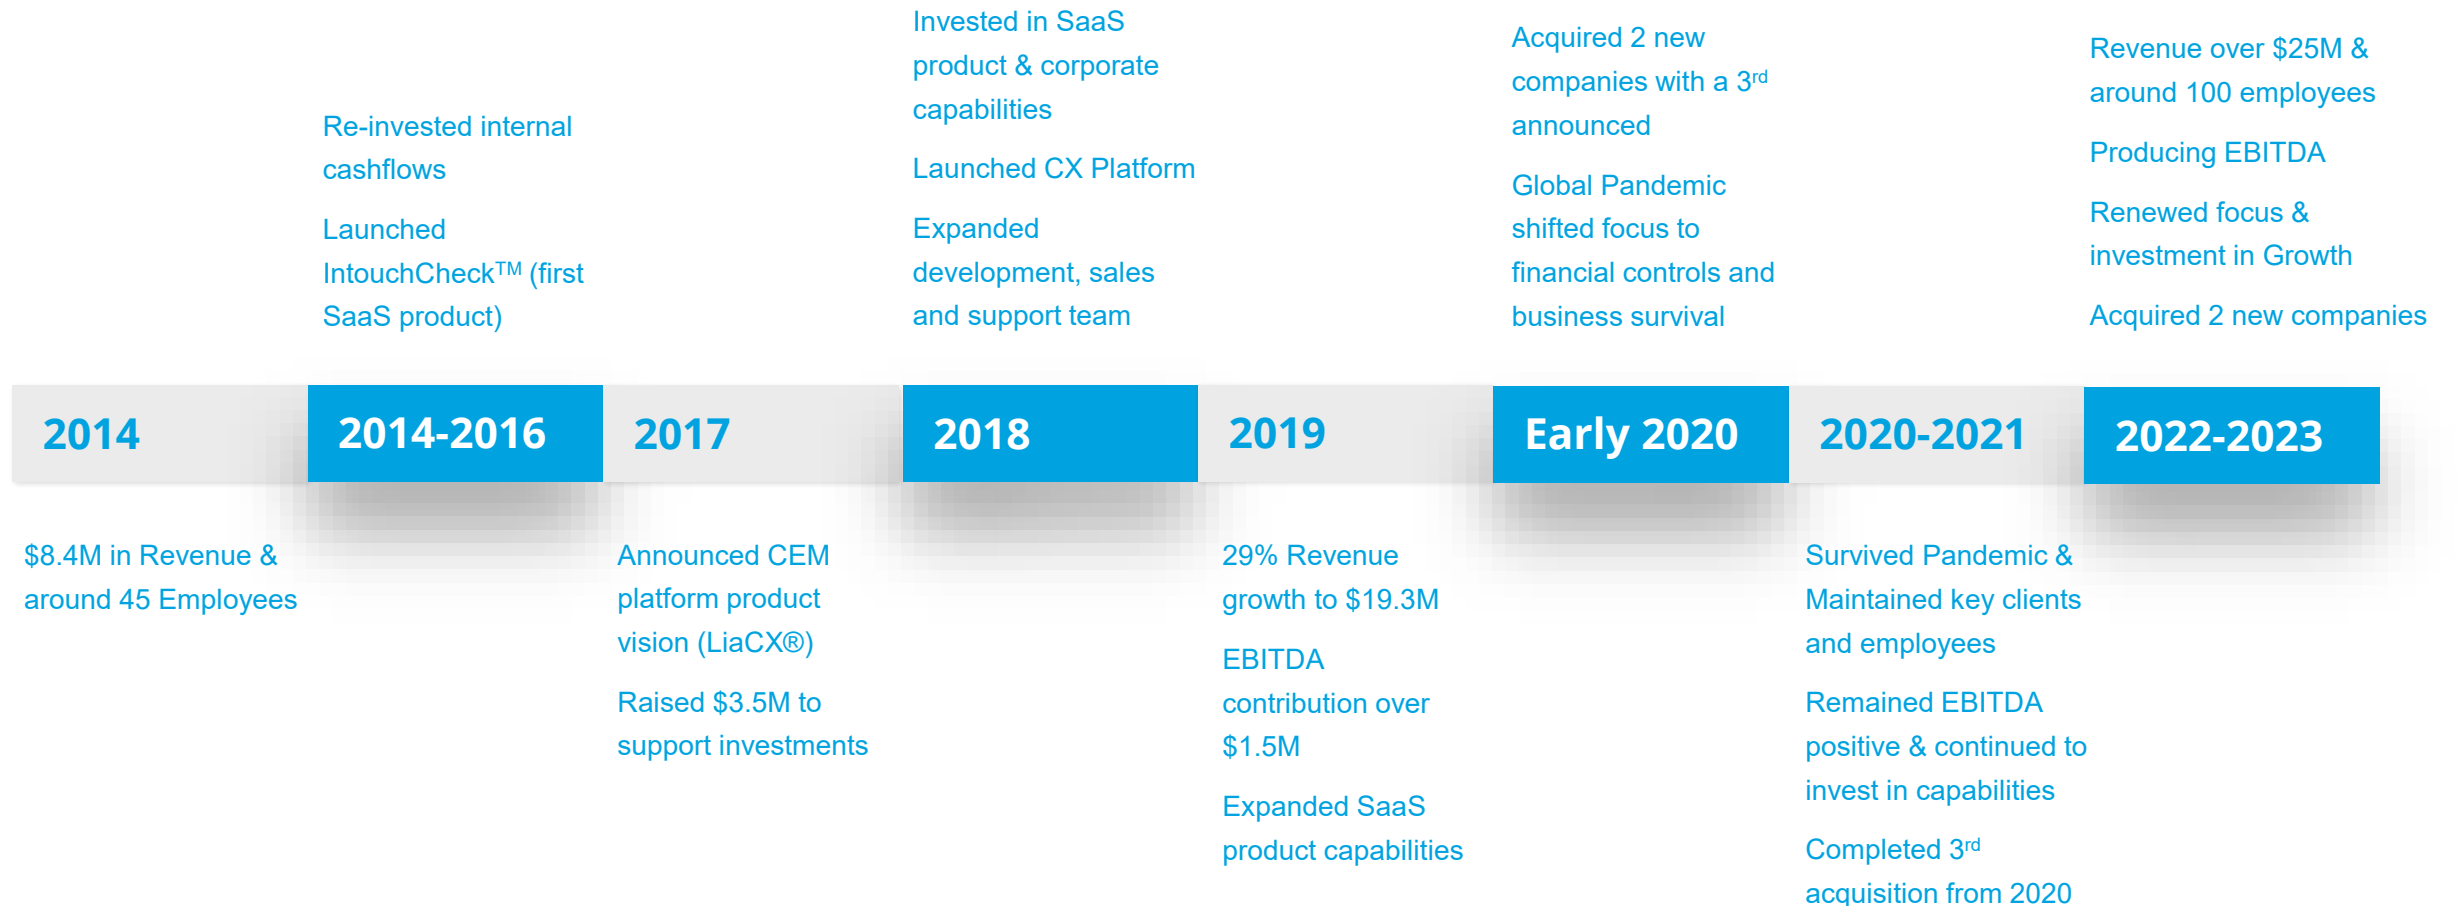 2014
$8.4M in Revenue &
around 45 Employees
Re-invested internal
cashflows
Launched
IntouchCheck™ (first
SaaS product)
2014-2016
2017
Announced CEM
platform product
vision (LiaCX®)
Raised $3.5M to
support investments
Invested in SaaS
product & corporate
capabilities
Launched CX Platform
Expanded
development, sales
and support team
2018
2019
29% Revenue
growth to $19.3M
EBITDA
contribution over
$1.5M
Expanded SaaS
product capabilities
Acquired 2 new
companies with a 3rd
announced
Global Pandemic
shifted focus to
financial controls and
business survival
Early 2020
2020-2021
Survived Pandemic &
Maintained key clients
and employees
Remained EBITDA
positive & continued to
invest in capabilities
Completed 3rd
acquisition from 2020
Revenue over $25M &
around 100 employees
Producing EBITDA
Renewed focus &
investment in Growth
Acquired 2 new companies
2022-2023